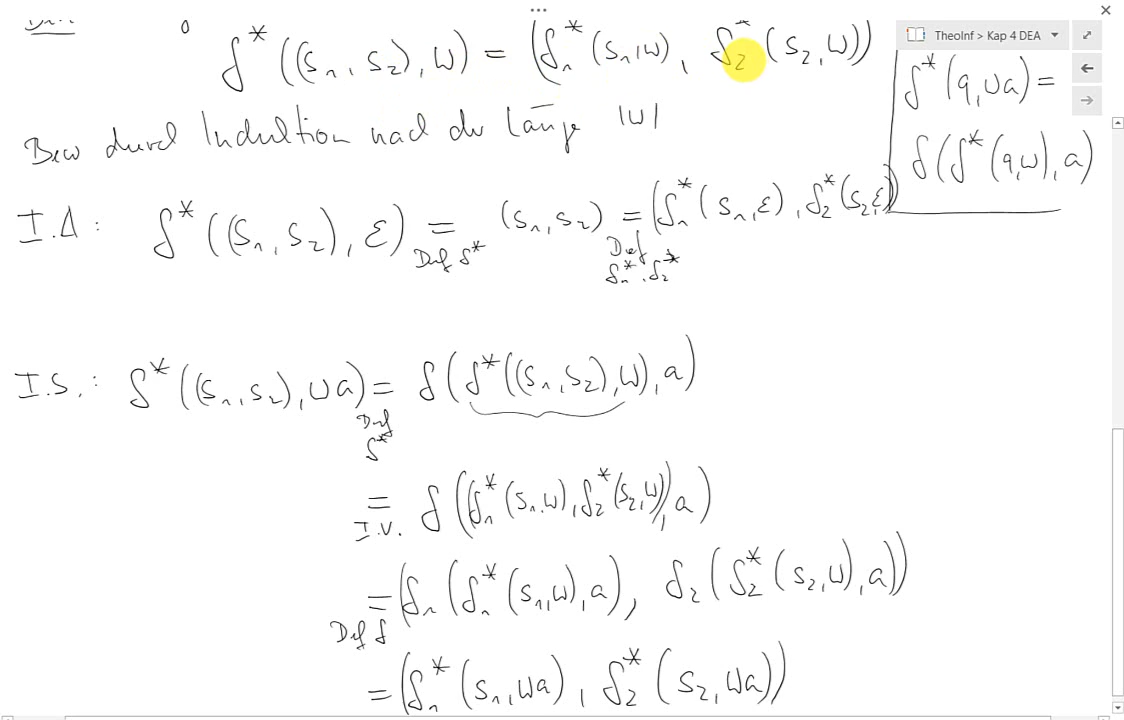 TheoInf > Kap 4 DEA
δ*((s₁, s₂), w) = (δ₁*(s₁, w), δ₂*(s₂, w))
δ*(q, wa) =
δ(δ*(q, w), a)
Bew durch Induktion nach der Länge |w|
I.A: δ*((s₁, s₂), ε) = (s₁, s₂) = (δ₁*(s₁, ε), δ₂*(s₂, ε))
Def δ* Def
δ₁*, δ₂*
I.S.: δ*((s₁, s₂), wa) = δ(δ*((s₁, s₂), w), a)
Def
δ*
= δ((δ₁*(s₁, w), δ₂*(s₂, w)), a)
I.V.
= (δ₁(δ₁*(s₁, w), a), δ₂(δ₂*(s₂, w), a))
Def δ
= (δ₁*(s₁, wa), δ₂*(s₂, wa))